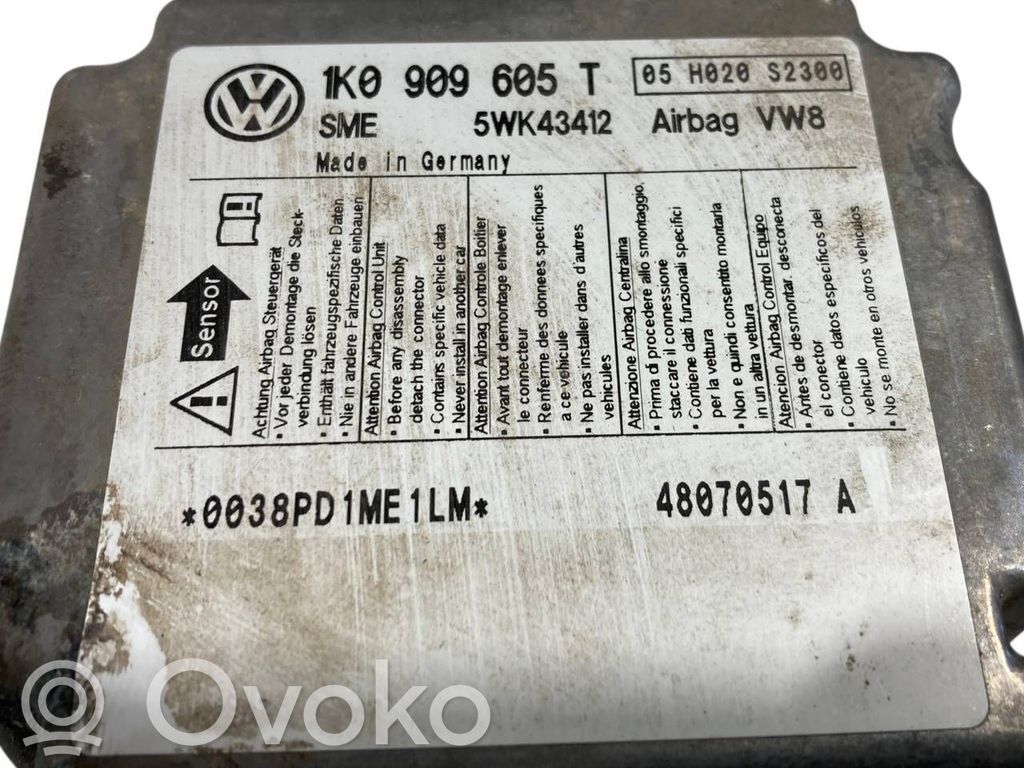 1K0 909 605 T
05 H020 S2300
SME
5WK43412
Airbag VW8
Made in Germany
Sensor
Achtung Airbag Steuergerät
• Vor jeder Demontage die Steck-
verbindung lösen
• Enthält fahrzeugspezifische Daten
• Nie in andere Fahrzeuge einbauen
Attention Airbag Control Unit
• Before any disassembly
detach the connector
• Contains specific vehicle data
• Never install in another car
Attention Airbag Controle Boitier
• Avant tout demontage enlever
le connecteur
• Renferme des donnees specifiques
a ce vehicule
• Ne pas installer dans d'autres
vehicules
Attenzione Airbag Centralina
• Prima di procedere allo smontaggio,
staccare il connessione
• Contiene dati funzionali specifici
per la vettura
• Non e quindi consentito montarla
in un altra vettura
Atencion Airbag Control Equipo
• Antes de desmontar desconecta
el conector
• Contiene datos especificos del
vehiculo
• No se monte en otros vehiculos
*0038PD1ME1LM*
48070517 A
Ovoko